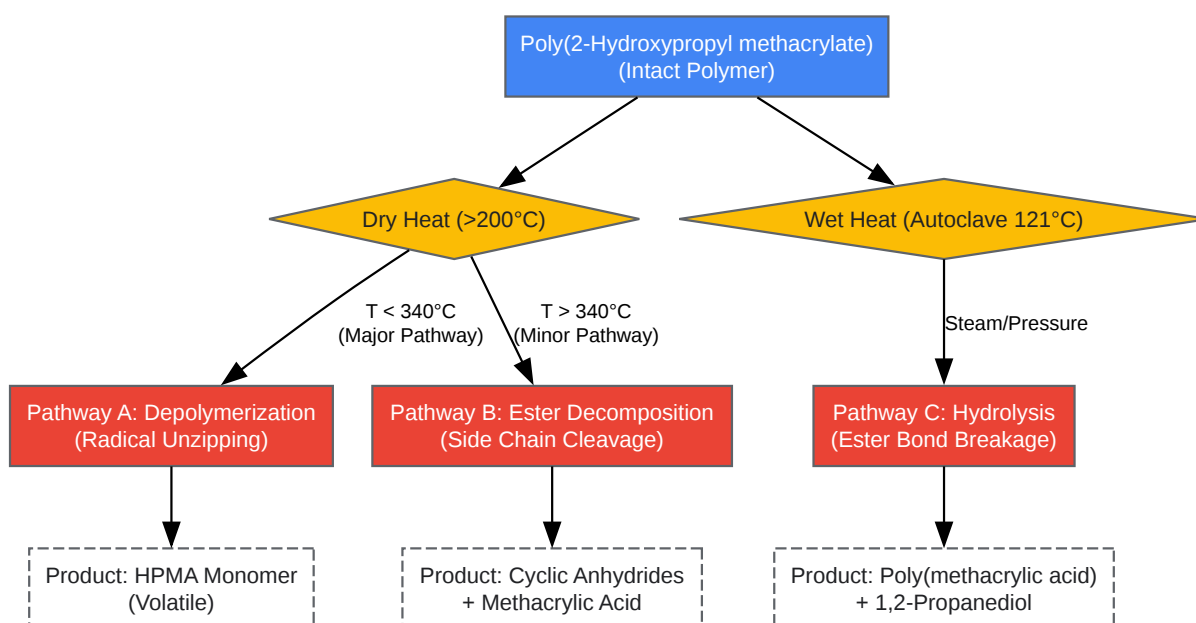 Poly(2-Hydroxypropyl methacrylate)
(Intact Polymer)
Dry Heat (>200°C)
Wet Heat (Autoclave 121°C)
T < 340°C
(Major Pathway)
T > 340°C
(Minor Pathway)
Steam/Pressure
Pathway A: Depolymerization
(Radical Unzipping)
Pathway B: Ester Decomposition
(Side Chain Cleavage)
Pathway C: Hydrolysis
(Ester Bond Breakage)
Product: HPMA Monomer
(Volatile)
Product: Cyclic Anhydrides
+ Methacrylic Acid
Product: Poly(methacrylic acid)
+ 1,2-Propanediol